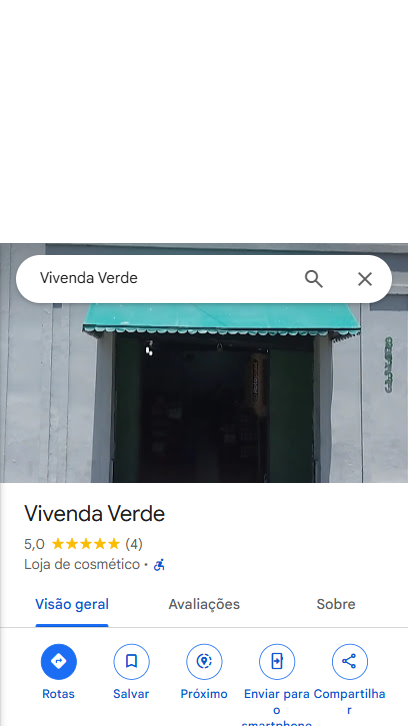 Vivenda Verde
Vivenda Verde
5,0 (4)
Loja de cosmético ·
Visão geral Avaliações Sobre
Rotas Salvar Próximo Enviar para o smartphone Compartilhar